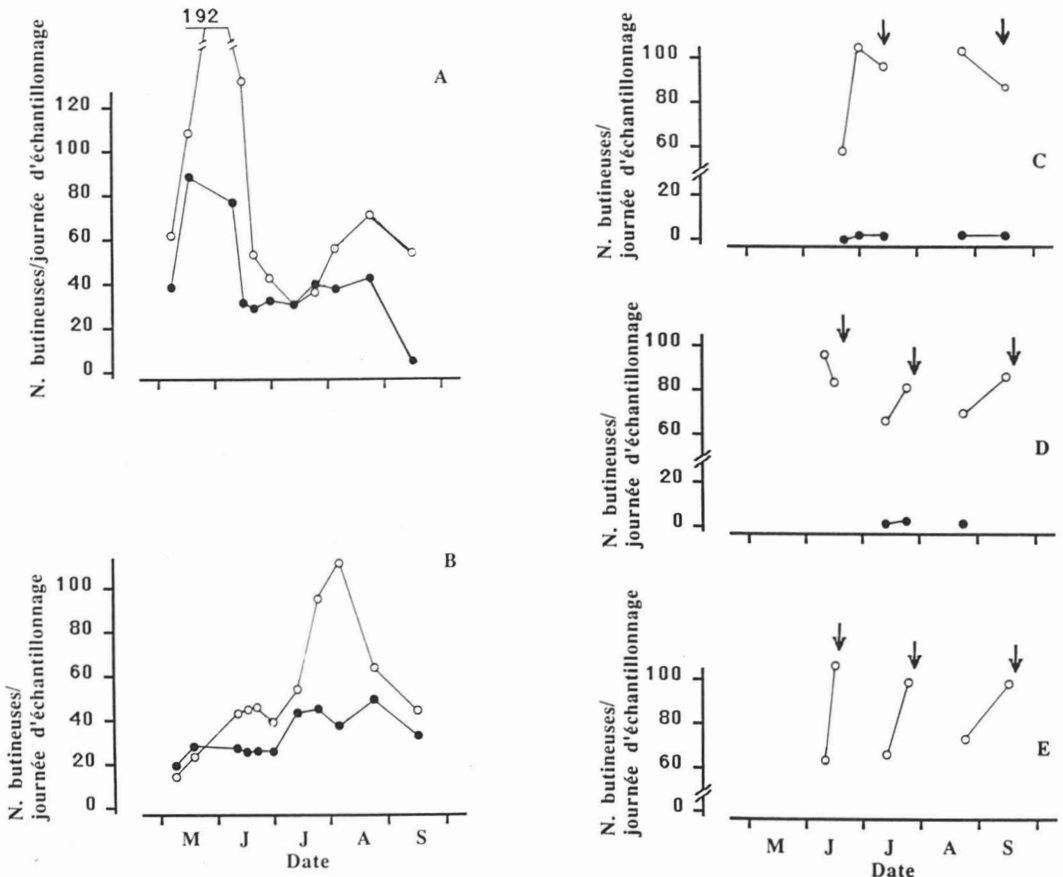 192
A
120
100
80
60
40
20
0
N. butineuses/journée d'échantillonnage
B
100
80
60
40
20
0
N. butineuses/
journée d'échantillonnage
M J J A S
Date
C
100
80
60
20
0
N. butineuses/
journée d'échantillonnage
D
100
80
60
20
0
N. butineuses/
journée d'échantillonnage
E
100
80
60
0
N. butineuses/
journée d'échantillonnage
M J J A S
Date